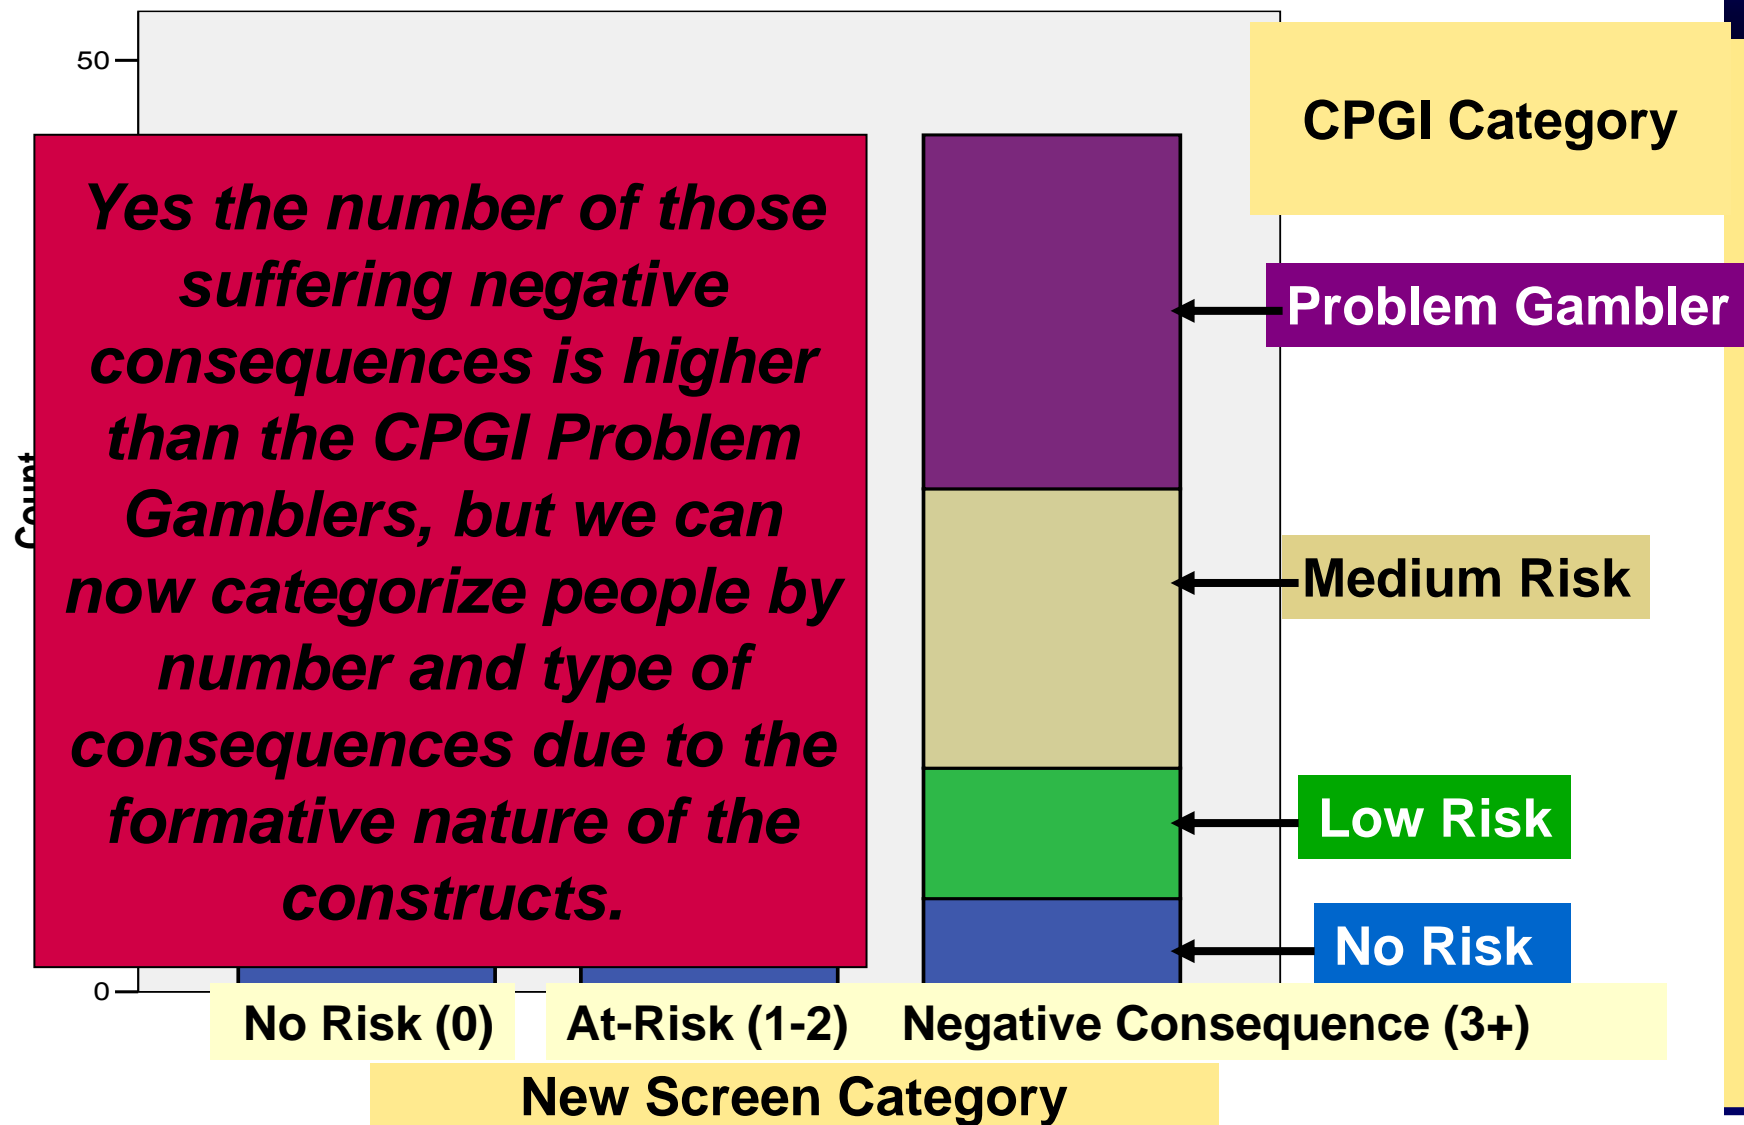 50
CPGI Category
Yes the number of those
suffering negative
consequences is higher
than the CPGI Problem
Gamblers, but we can
now categorize people by
number and type of
consequences due to the
formative nature of the
constructs.
Problem Gambler
Count
Medium Risk
Low Risk
No Risk
0
No Risk (0)
At-Risk (1-2)
Negative Consequence (3+)
New Screen Category